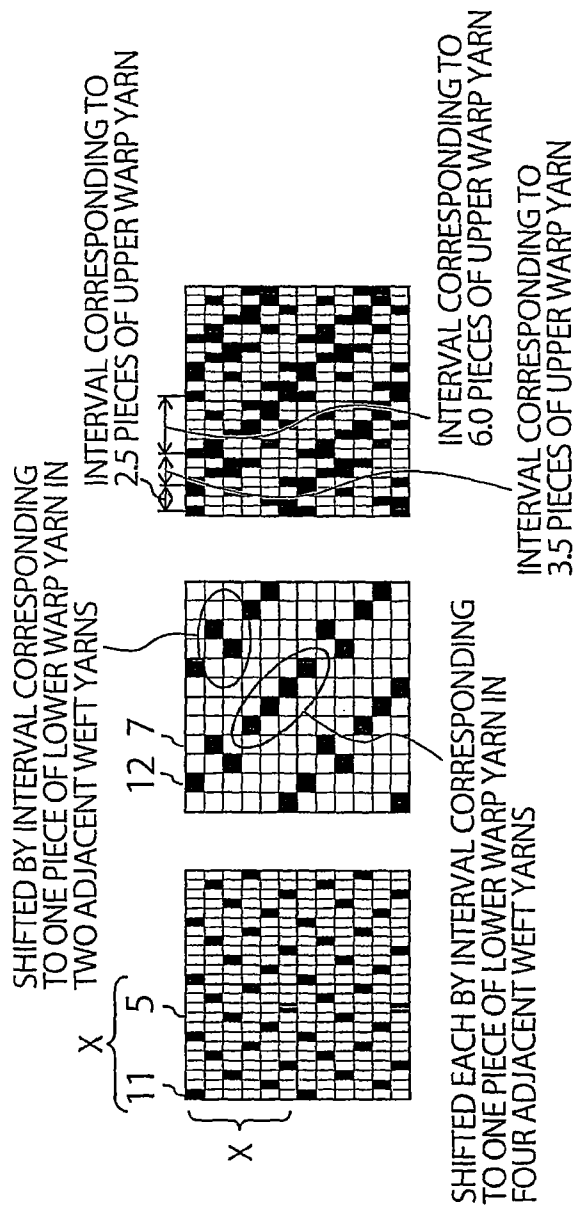 SHIFTED BY INTERVAL CORRESPONDING
TO ONE PIECE OF LOWER WARP YARN IN
TWO ADJACENT WEFT YARNS
INTERVAL CORRESPONDING TO
2.5 PIECES OF UPPER WARP YARN
X
11
5
12
7
X
SHIFTED EACH BY INTERVAL CORRESPONDING
TO ONE PIECE OF LOWER WARP YARN IN
FOUR ADJACENT WEFT YARNS
INTERVAL CORRESPONDING TO
6.0 PIECES OF UPPER WARP YARN
INTERVAL CORRESPONDING TO
3.5 PIECES OF UPPER WARP YARN